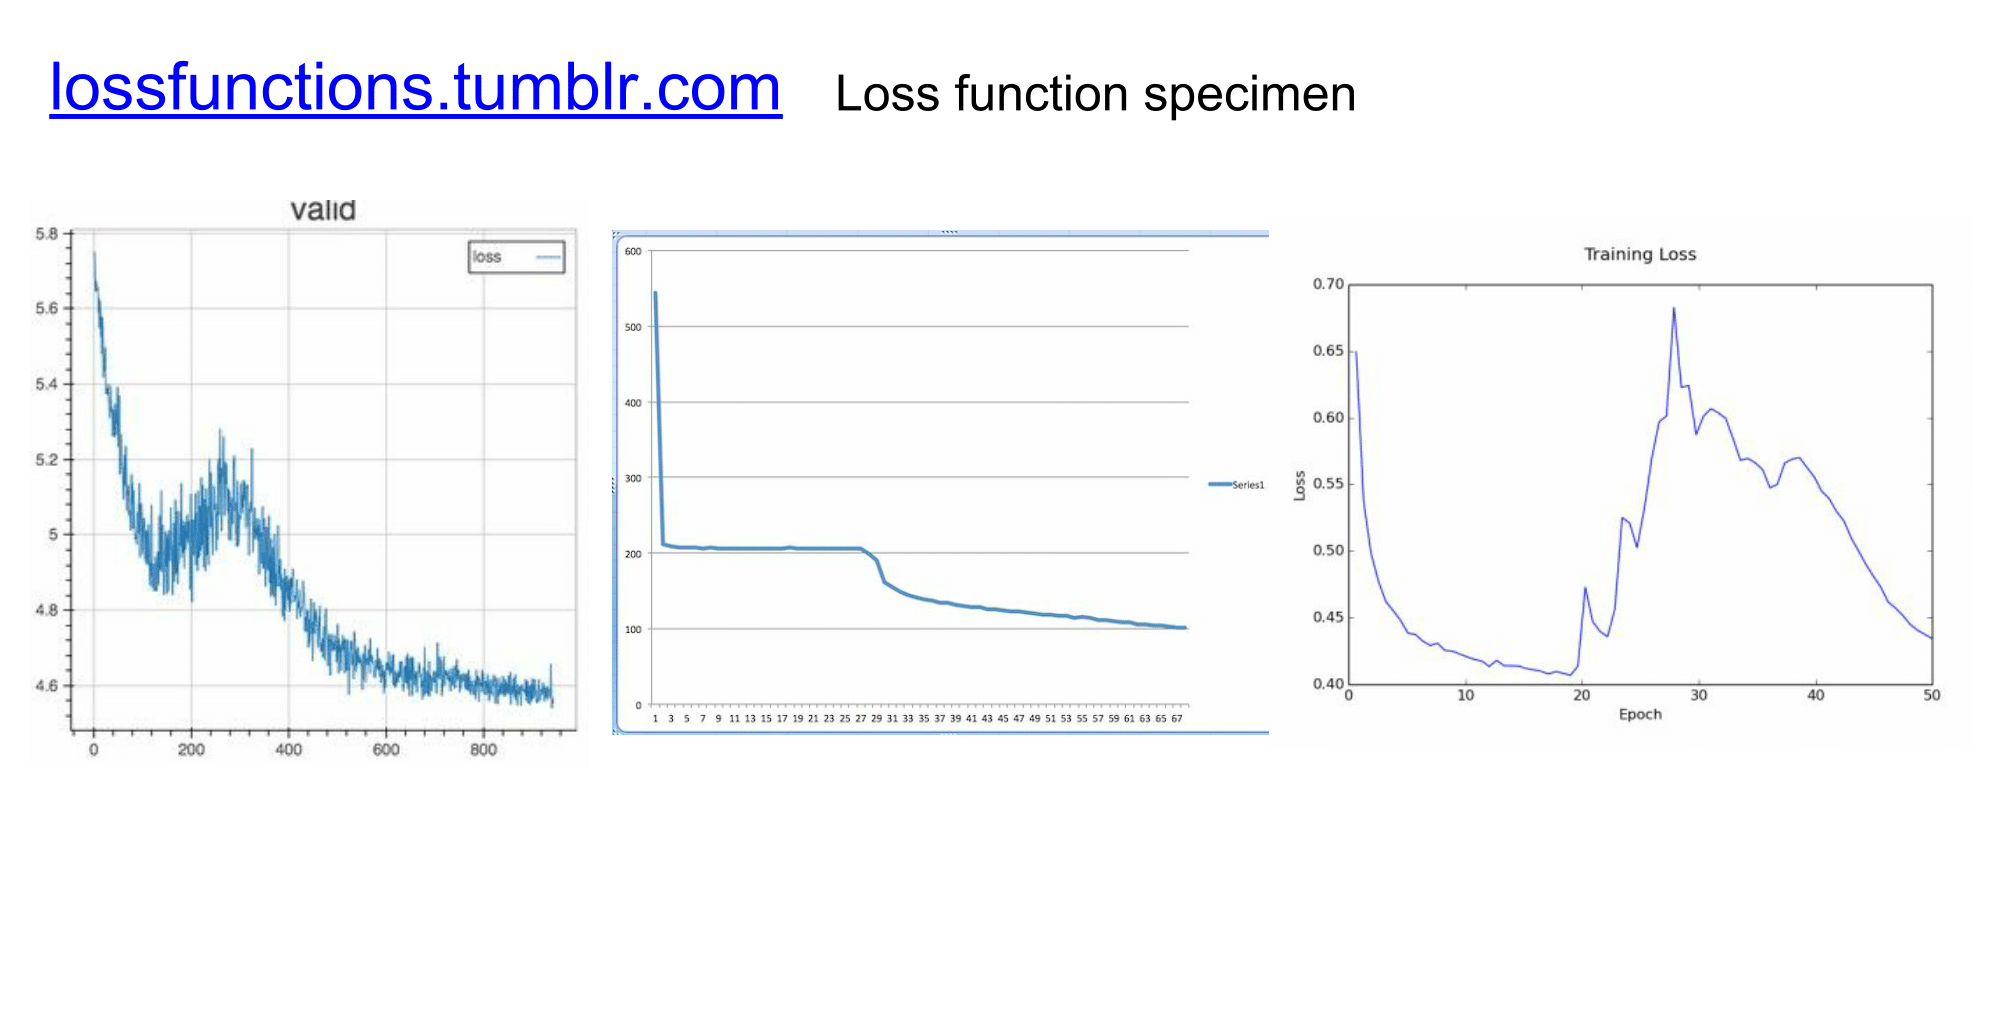 lossfunctions.tumblr.com Loss function specimen
valid
loss
5.8
5.6
5.4
5.2
5
4.8
4.6
0 200 400 600 800
600
500
400
300
200
100
0
Series1
1 3 5 7 9 11 13 15 17 19 21 23 25 27 29 31 33 35 37 39 41 43 45 47 49 51 53 55 57 59 61 63 65 67
Training Loss
0.70
0.65
0.60
0.55
0.50
0.45
0.40
Loss
0 10 20 30 40 50
Epoch